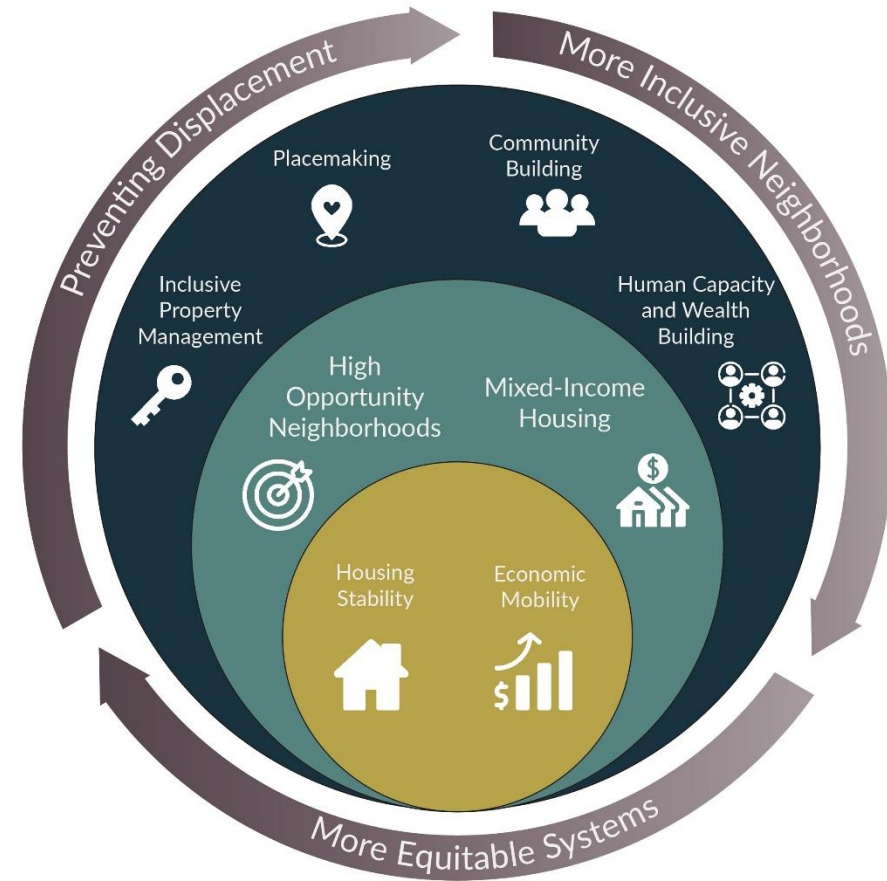 Preventing Displacement
More Inclusive Neighborhoods
More Equitable Systems
Placemaking
Community
Building
Inclusive
Property
Management
Human Capacity
and Wealth
Building
High
Opportunity
Neighborhoods
Mixed-Income
Housing
$
Housing
Stability
Economic
Mobility
$